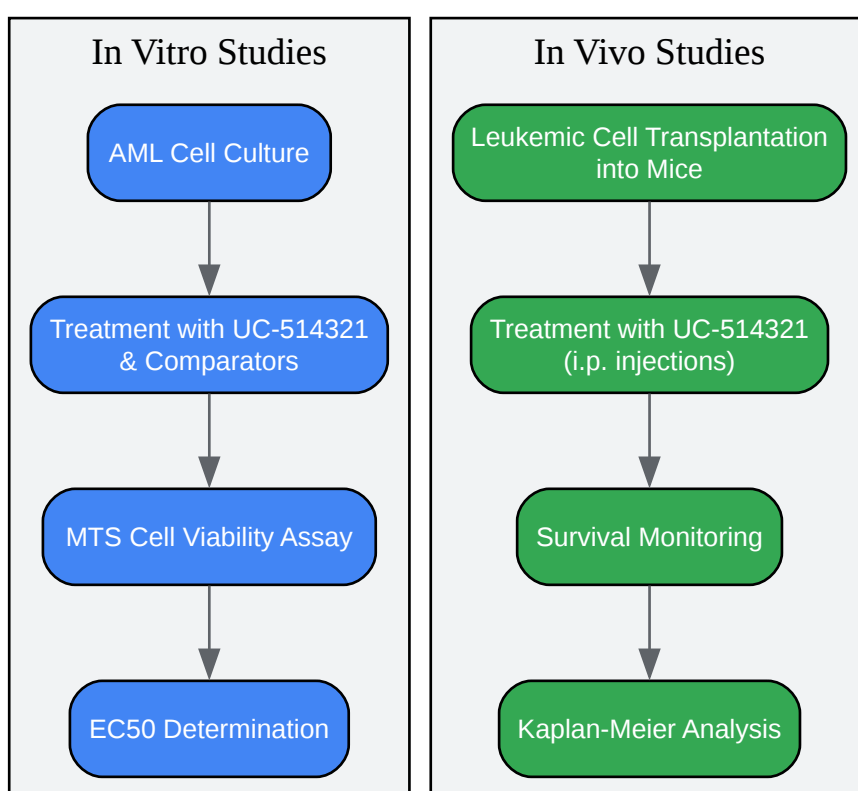 In Vitro Studies
AML Cell Culture
Treatment with UC-514321
& Comparators
MTS Cell Viability Assay
EC50 Determination
In Vivo Studies
Leukemic Cell Transplantation
into Mice
Treatment with UC-514321
(i.p. injections)
Survival Monitoring
Kaplan-Meier Analysis